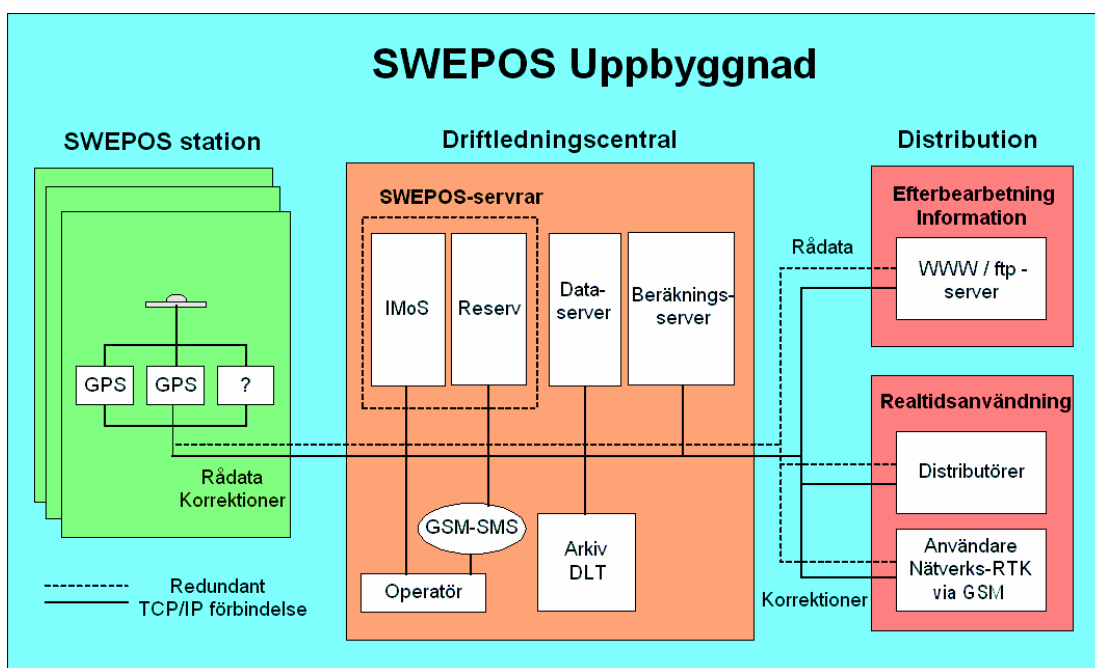 SWEPOS Uppbyggnad
SWEPOS station
GPS
GPS
?
Rådata
Korrektioner
Redundant
TCP/IP förbindelse
Driftledningscentral
SWEPOS-servrar
IMoS
Reserv
Data-
server
Beräknings-
server
GSM-SMS
Operatör
Arkiv
DLT
Rådata
Korrektioner
Distribution
Efterbearbetning
Information
WWW / ftp -
server
Realtidsanvändning
Distributörer
Användare
Nätverks-RTK
via GSM